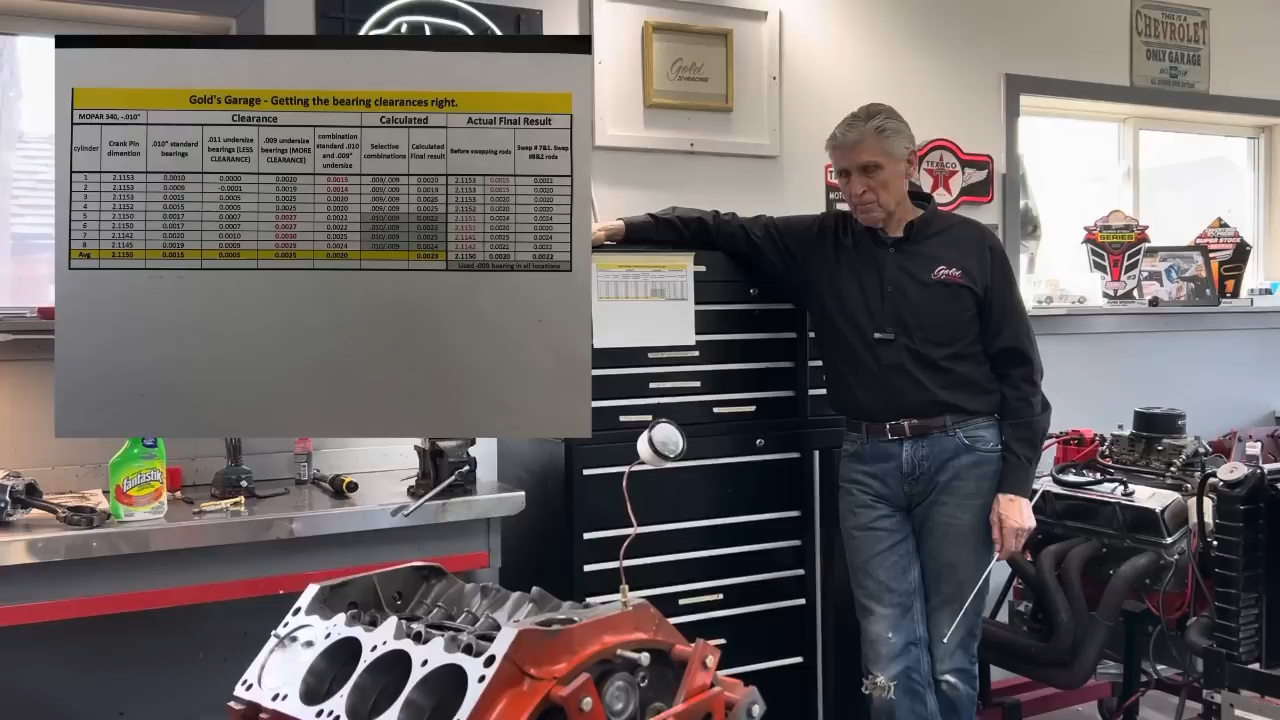 Gold's Garage - Getting the bearing clearances right.
MOPAR 340, -.010" Clearance Calculated Actual Final Result
cylinder Crank Pin dimention .010" standard bearings .011 undersize bearings (LESS CLEARANCE) .009 undersize bearings (MORE CLEARANCE) combination standard .010 and .009" undersize Selective combinations Calculated Final result Before swapping rods Swap # 7&1. Swap #8&2 rods
1 2.1153 0.0010 0.0000 0.0020 0.0015 .009/.009 0.0020 2.1153 0.0015 0.0022
2 2.1153 0.0009 -0.0001 0.0019 0.0014 .009/.009 0.0019 2.1153 0.0015 0.0020
3 2.1153 0.0015 0.0005 0.0025 0.0020 .009/.009 0.0025 2.1153 0.0020 0.0020
4 2.1152 0.0015 0.0005 0.0025 0.0020 .009/.009 0.0025 2.1152 0.0020 0.0020
5 2.1150 0.0017 0.0007 0.0027 0.0022 .010/.009 0.0022 2.1151 0.0024 0.0024
6 2.1150 0.0017 0.0007 0.0022 .010/.009 0.0022 2.1151 0.0020 0.0020
7 2.1142 0.0020 0.0010 0.0030 0.0025 .010/.009 0.0025 2.1141 0.0025 0.0024
8 2.1145 0.0019 0.0009 0.0029 0.0024 .010/.009 0.0024 2.1142 0.0021 0.0022
Avg 2.1150 0.0015 0.0005 0.0025 0.0020 0.0023 2.1150 0.0020 0.0022
Used -009 bearing in all locations
Gold
RACING
THIS IS A
CHEVROLET
ONLY GARAGE
TEXACO
Gold
SERIES
SUPER STOCK
1
97
fantastik